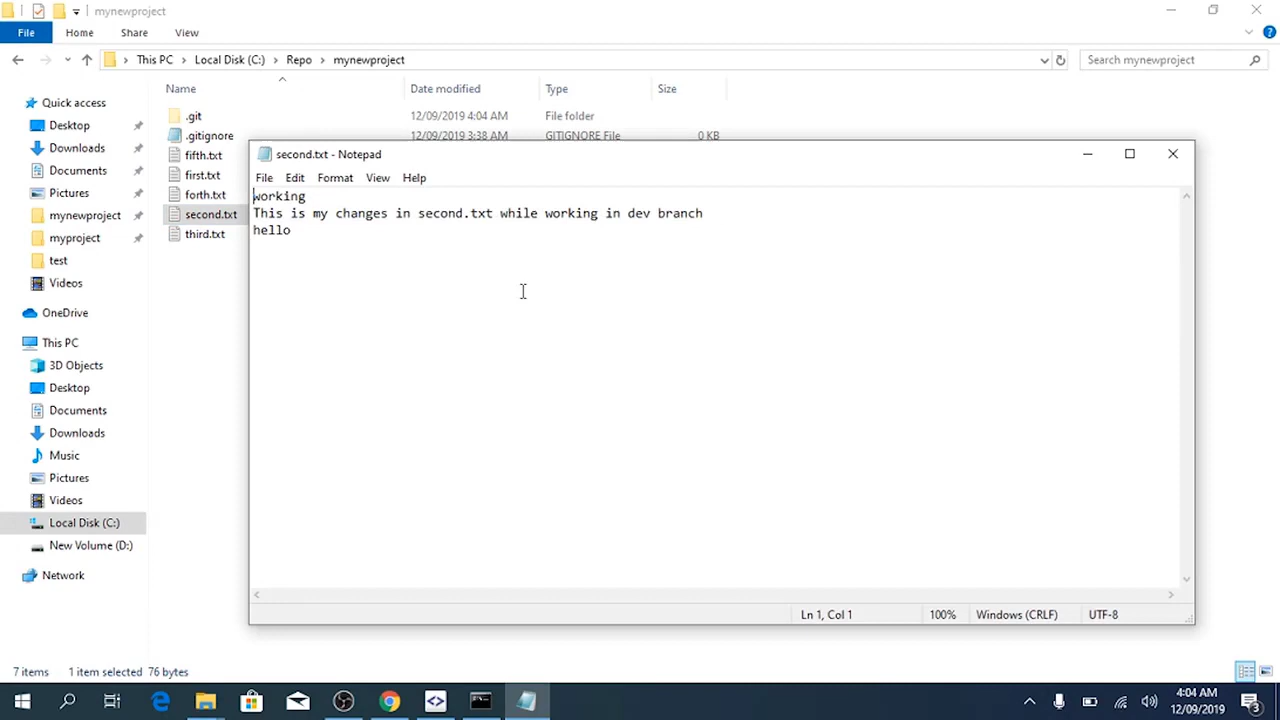 mynewproject
File Home Share View
This PC Local Disk (C:) Repo mynewproject Search mynewproject
Name Date modified Type Size
.git 12/09/2019 4:04 AM File folder
.gitignore 12/09/2019 3:38 AM GITIGNORE File 0 KB
fifth.txt
first.txt
forth.txt
second.txt
third.txt
Quick access
Desktop
Downloads
Documents
Pictures
mynewproject
myproject
test
Videos
OneDrive
This PC
3D Objects
Desktop
Documents
Downloads
Music
Pictures
Videos
Local Disk (C:)
New Volume (D:)
Network
second.txt - Notepad
File Edit Format View Help
working
This is my changes in second.txt while working in dev branch
hello
Ln 1, Col 1 100% Windows (CRLF) UTF-8
7 items 1 item selected 76 bytes
4:04 AM
12/09/2019
3